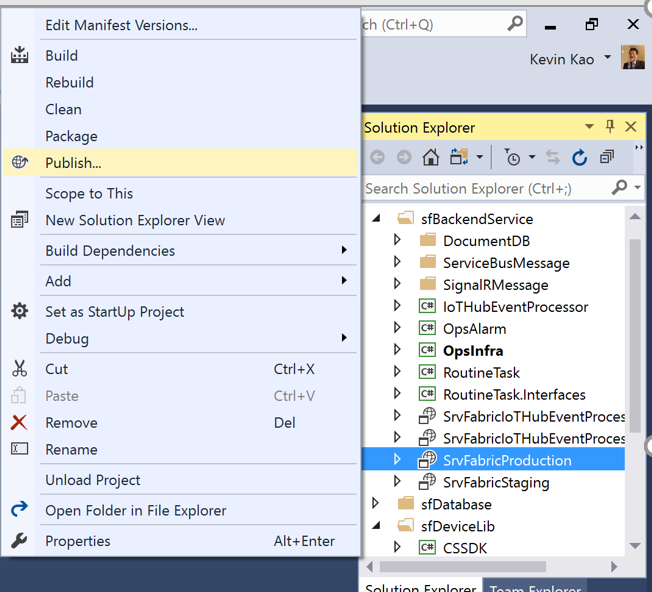 Edit Manifest Versions...
Build
Rebuild
Clean
Package
Publish...
Scope to This
New Solution Explorer View
Build Dependencies
Add
Set as StartUp Project
Debug
Cut Ctrl+X
Paste Ctrl+V
Remove Del
Rename
Unload Project
Open Folder in File Explorer
Properties Alt+Enter
ch (Ctrl+Q)
Kevin Kao
Solution Explorer
Search Solution Explorer (Ctrl+;)
sfBackendService
DocumentDB
ServiceBusMessage
SignalRMessage
C# IoTHubEventProcessor
C# OpsAlarm
C# OpsInfra
C# RoutineTask
C# RoutineTask.Interfaces
SrvFabricIoTHubEventProces
SrvFabricIoTHubEventProces
SrvFabricProduction
SrvFabricStaging
sfDatabase
sfDeviceLib
C# CSSDK
Solution Explorer Team Explorer